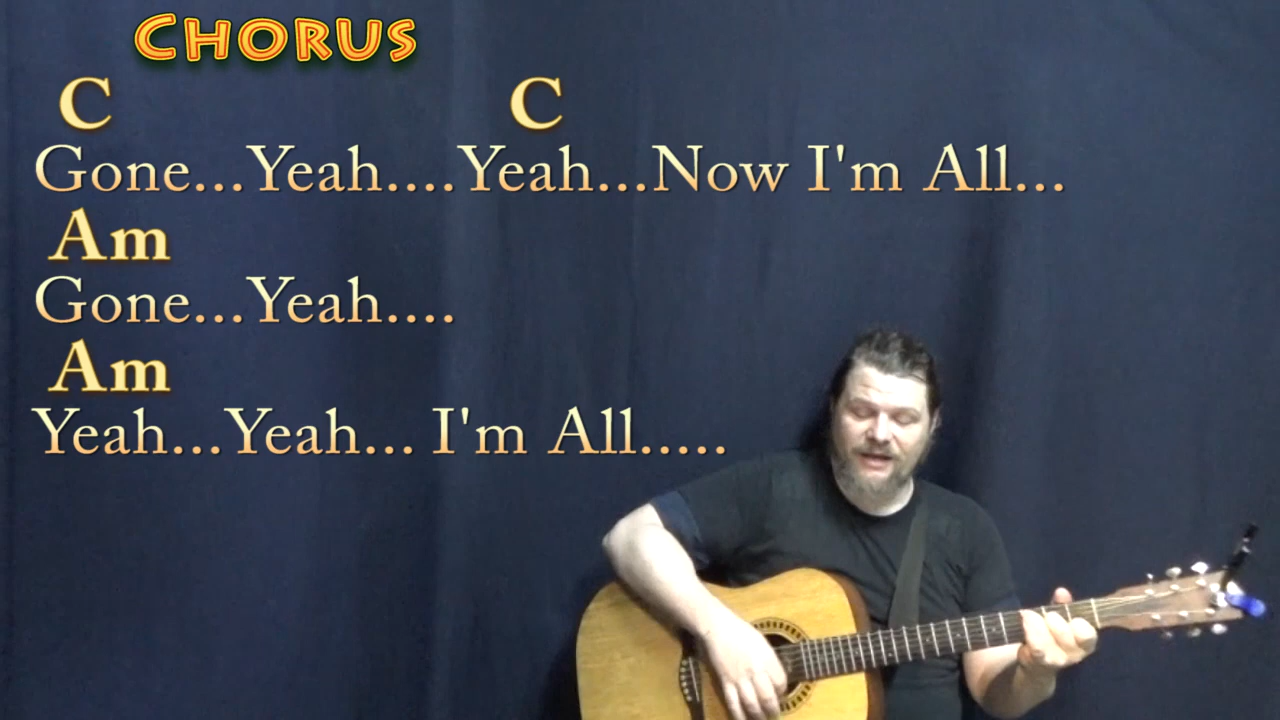 CHORUS
C C
Gone...Yeah....Yeah...Now I'm All...
Am
Gone...Yeah....
Am
Yeah...Yeah... I'm All.....